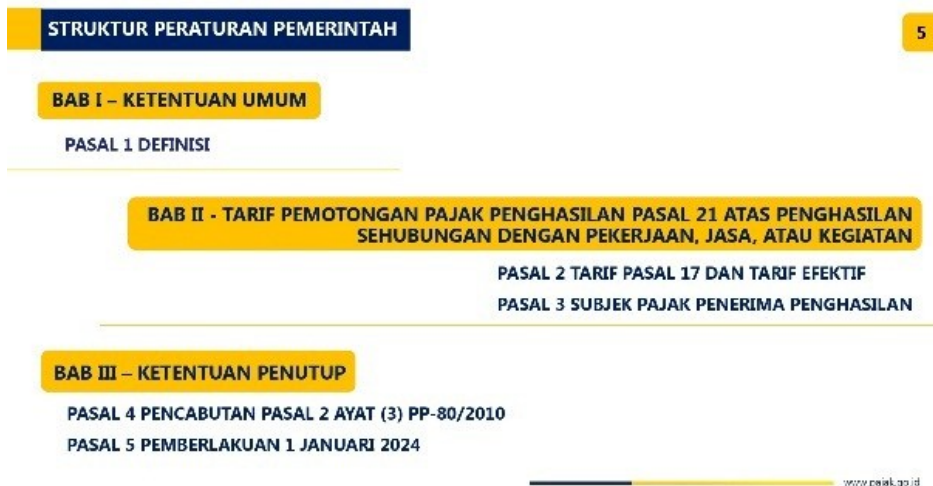 STRUKTUR PERATURAN PEMERINTAH
5
BAB I – KETENTUAN UMUM
PASAL 1 DEFINISI
BAB II - TARIF PEMOTONGAN PAJAK PENGHASILAN PASAL 21 ATAS PENGHASILAN
SEHUBUNGAN DENGAN PEKERJAAN, JASA, ATAU KEGIATAN
PASAL 2 TARIF PASAL 17 DAN TARIF EFEKTIF
PASAL 3 SUBJEK PAJAK PENERIMA PENGHASILAN
BAB III – KETENTUAN PENUTUP
PASAL 4 PENCABUTAN PASAL 2 AYAT (3) PP-80/2010
PASAL 5 PEMBERLAKUAN 1 JANUARI 2024
www.pajak.go.id